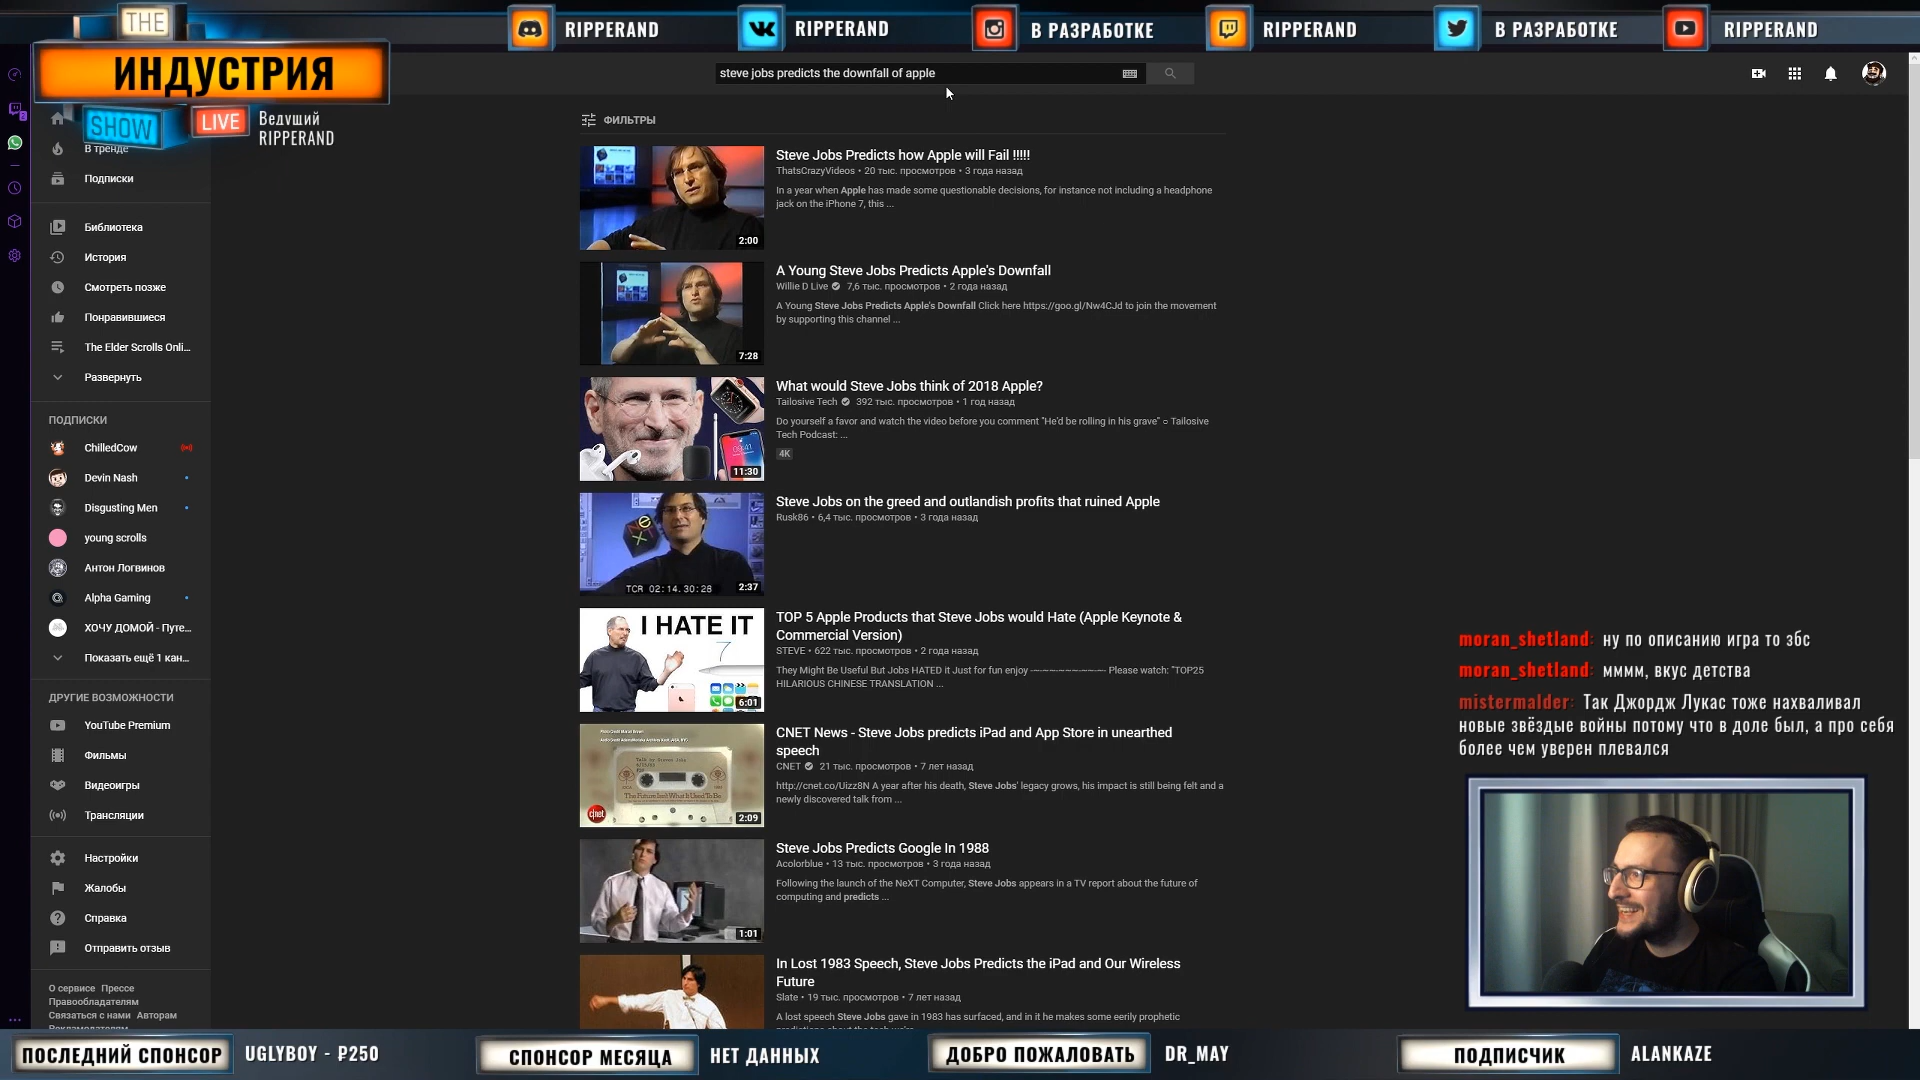 THE
ИНДУСТРИЯ
SHOW
LIVE
Ведущий
RIPPERAND
RIPPERAND
RIPPERAND
В РАЗРАБОТКЕ
RIPPERAND
В РАЗРАБОТКЕ
RIPPERAND
steve jobs predicts the downfall of apple
В тренде
Подписки
Библиотека
История
Смотреть позже
Понравившиеся
The Elder Scrolls Onli...
Развернуть
ПОДПИСКИ
ChilledCow
Devin Nash
Disgusting Men
young scrolls
Антон Логвинов
Alpha Gaming
ХОЧУ ДОМОЙ - Путе...
Показать ещё 1 кан...
ДРУГИЕ ВОЗМОЖНОСТИ
YouTube Premium
Фильмы
Видеоигры
Трансляции
Настройки
Жалобы
Справка
Отправить отзыв
О сервисе Прессе
Правообладателям
Связаться с нами Авторам
Рекламодателям
ФИЛЬТРЫ
2:00
Steve Jobs Predicts how Apple will Fail !!!!!
ThatsCrazyVideos • 20 тыс. просмотров • 3 года назад
In a year when Apple has made some questionable decisions, for instance not including a headphone
jack on the iPhone 7, this ...
7:28
A Young Steve Jobs Predicts Apple's Downfall
Willie D Live 7,6 тыс. просмотров • 2 года назад
A Young Steve Jobs Predicts Apple's Downfall Click here https://goo.gl/Nw4CJd to join the movement
by supporting this channel ...
11:30
What would Steve Jobs think of 2018 Apple?
Tailosive Tech 392 тыс. просмотров • 1 год назад
Do yourself a favor and watch the video before you comment "He'd be rolling in his grave" ○ Tailosive
Tech Podcast: ...
4K
TCR 02:14.30:28
2:37
Steve Jobs on the greed and outlandish profits that ruined Apple
Rusk86 • 6,4 тыс. просмотров • 3 года назад
I HATE IT
6:01
TOP 5 Apple Products that Steve Jobs would Hate (Apple Keynote &
Commercial Version)
STEVE • 622 тыс. просмотров • 2 года назад
They Might Be Useful But Jobs HATED it Just for fun enjoy -------------------- Please watch: "TOP25
HILARIOUS CHINESE TRANSLATION ...
The Future Isn't What It Used To Be
cnet
2:09
CNET News - Steve Jobs predicts iPad and App Store in unearthed
speech
CNET 21 тыс. просмотров • 7 лет назад
http://cnet.co/Uizz8N A year after his death, Steve Jobs' legacy grows, his impact is still being felt and a
newly discovered talk from ...
1:01
Steve Jobs Predicts Google In 1988
Acolorblue • 13 тыс. просмотров • 3 года назад
Following the launch of the NeXT Computer, Steve Jobs appears in a TV report about the future of
computing and predicts ...
In Lost 1983 Speech, Steve Jobs Predicts the iPad and Our Wireless
Future
Slate • 19 тыс. просмотров • 7 лет назад
A lost speech Steve Jobs gave in 1983 has surfaced, and in it he makes some eerily prophetic
moran_shetland: ну по описанию игра то збс
moran_shetland: мммм, вкус детства
mistermalder: Так Джордж Лукас тоже нахваливал
новые звёздые войны потому что в доле был, а про себя
более чем уверен плевался
ПОСЛЕДНИЙ СПОНСОР
UGLYBOY - ₽250
СПОНСОР МЕСЯЦА
НЕТ ДАННЫХ
ДОБРО ПОЖАЛОВАТЬ
DR_MAY
ПОДПИСЧИК
ALANKAZE